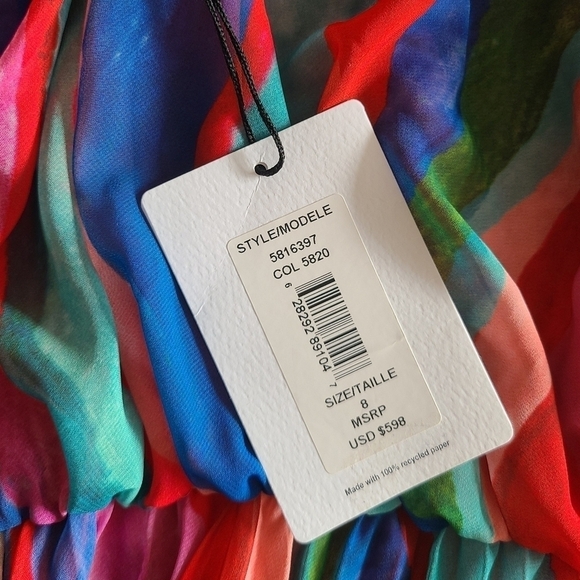 STYLE/MODELE
5816397
COL 5820
6 28292 89104 7
SIZE/TAILLE
8
MSRP
USD $598
Made with 100% recycled paper